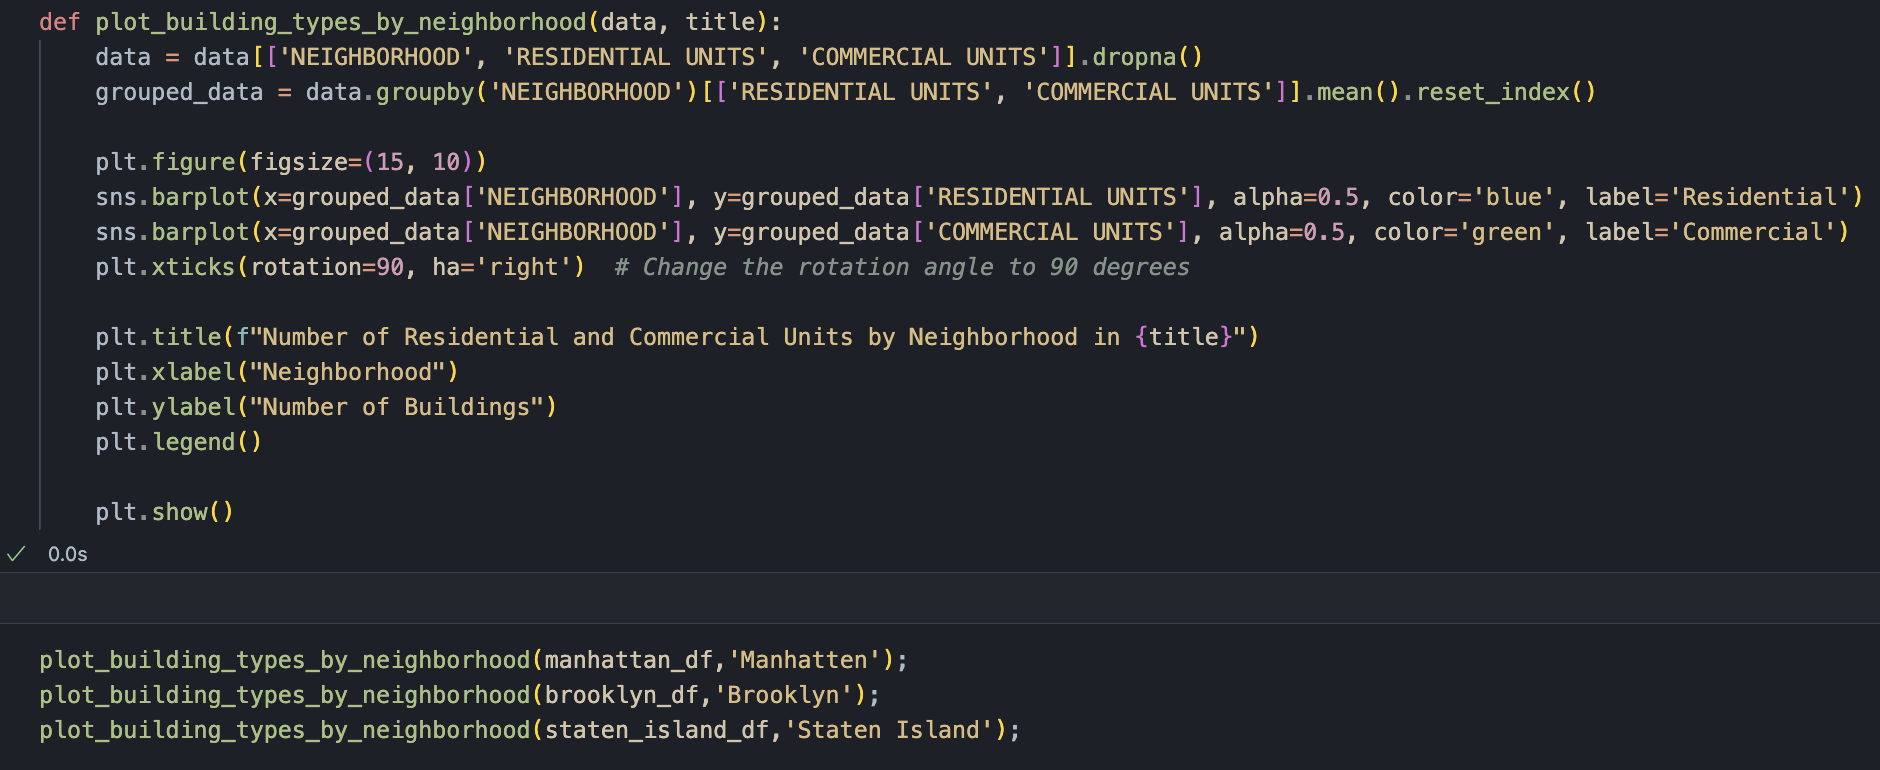 def plot_building_types_by_neighborhood(data, title):
    data = data[['NEIGHBORHOOD', 'RESIDENTIAL UNITS', 'COMMERCIAL UNITS']].dropna()
    grouped_data = data.groupby('NEIGHBORHOOD')[['RESIDENTIAL UNITS', 'COMMERCIAL UNITS']].mean().reset_index()
    plt.figure(figsize=(15, 10))
    sns.barplot(x=grouped_data['NEIGHBORHOOD'], y=grouped_data['RESIDENTIAL UNITS'], alpha=0.5, color='blue', label='Residential')
    sns.barplot(x=grouped_data['NEIGHBORHOOD'], y=grouped_data['COMMERCIAL UNITS'], alpha=0.5, color='green', label='Commercial')
    plt.xticks(rotation=90, ha='right')  # Change the rotation angle to 90 degrees
    plt.title(f"Number of Residential and Commercial Units by Neighborhood in {title}")
    plt.xlabel("Neighborhood")
    plt.ylabel("Number of Buildings")
    plt.legend()
    plt.show()
0.0s
plot_building_types_by_neighborhood(manhattan_df,'Manhatten');
plot_building_types_by_neighborhood(brooklyn_df,'Brooklyn');
plot_building_types_by_neighborhood(staten_island_df,'Staten Island');